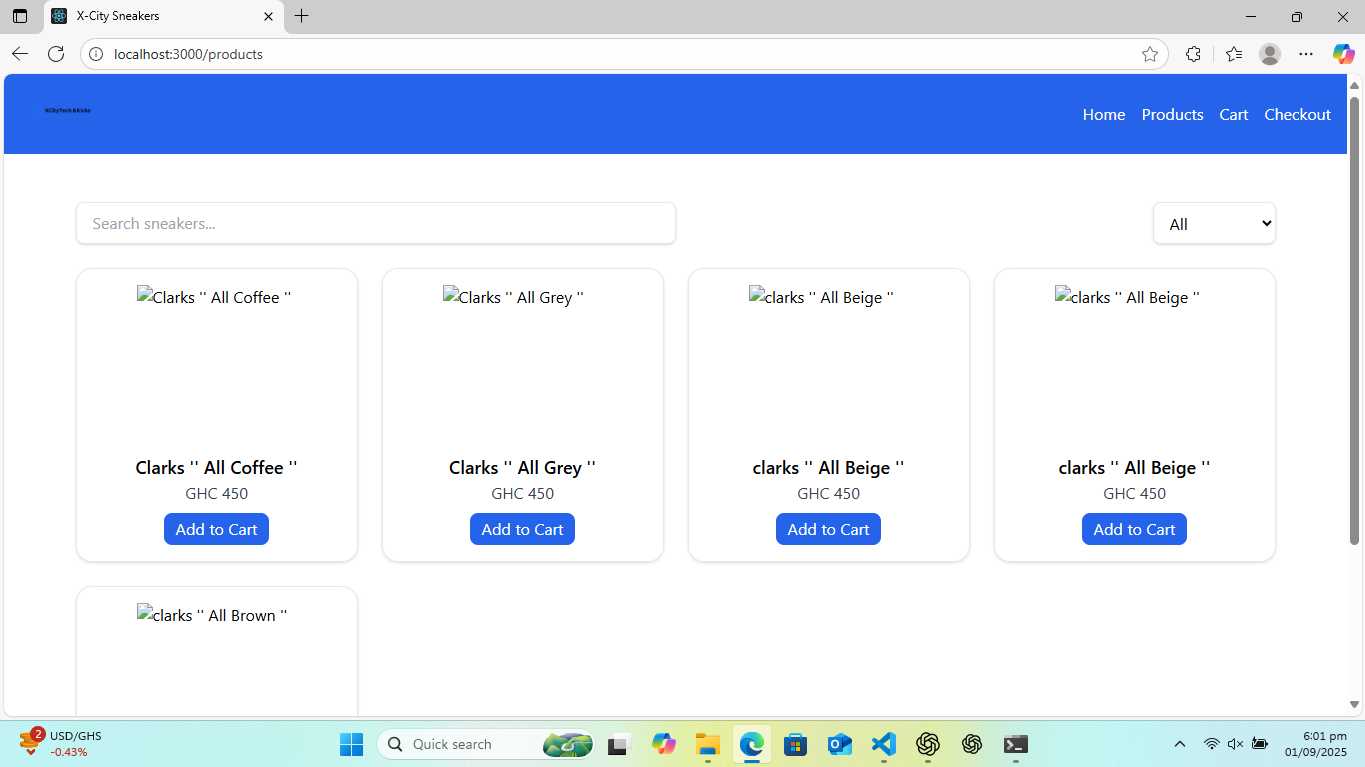 X-City Sneakers
localhost:3000/products
XCityTech & Kicks
Home Products Cart Checkout
Search sneakers...
All
Clarks '' All Coffee ''
Clarks '' All Grey ''
clarks '' All Beige ''
clarks '' All Beige ''
Clarks '' All Coffee ''
GHC 450
Add to Cart
Clarks '' All Grey ''
GHC 450
Add to Cart
clarks '' All Beige ''
GHC 450
Add to Cart
clarks '' All Beige ''
GHC 450
Add to Cart
clarks '' All Brown ''
2
USD/GHS
-0.43%
Quick search
6:01 pm
01/09/2025